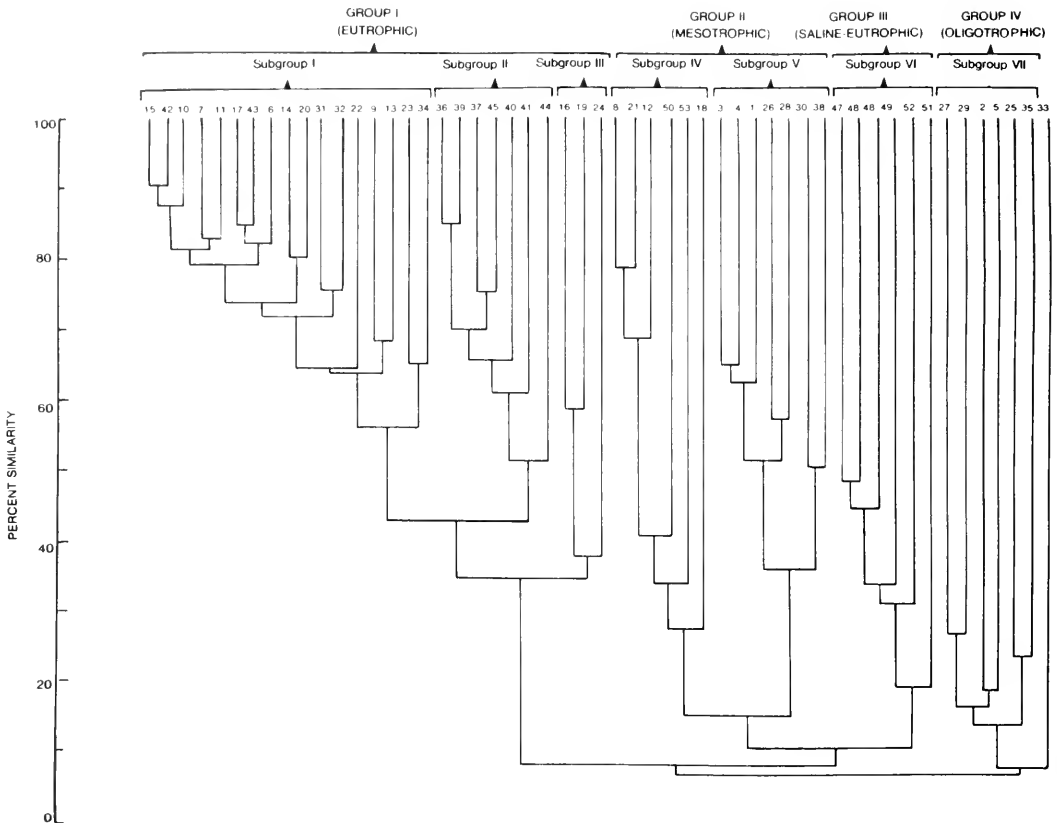 GROUP I GROUP II GROUP III GROUP IV
(EUTROPHIC) (MESOTROPHIC) (SALINE-EUTROPHIC) (OLIGOTROPHIC)
Subgroup I Subgroup II Subgroup III Subgroup IV Subgroup V Subgroup VI Subgroup VII
15 42 10 7 11 17 43 6 14 20 31 32 22 9 13 23 34 36 39 37 45 40 41 44 16 19 24 8 21 12 50 53 18 3 4 1 26 28 30 38 47 48 48 49 52 51 27 29 2 5 25 35 33
100
80
60
40
20
0
PERCENT SIMILARITY